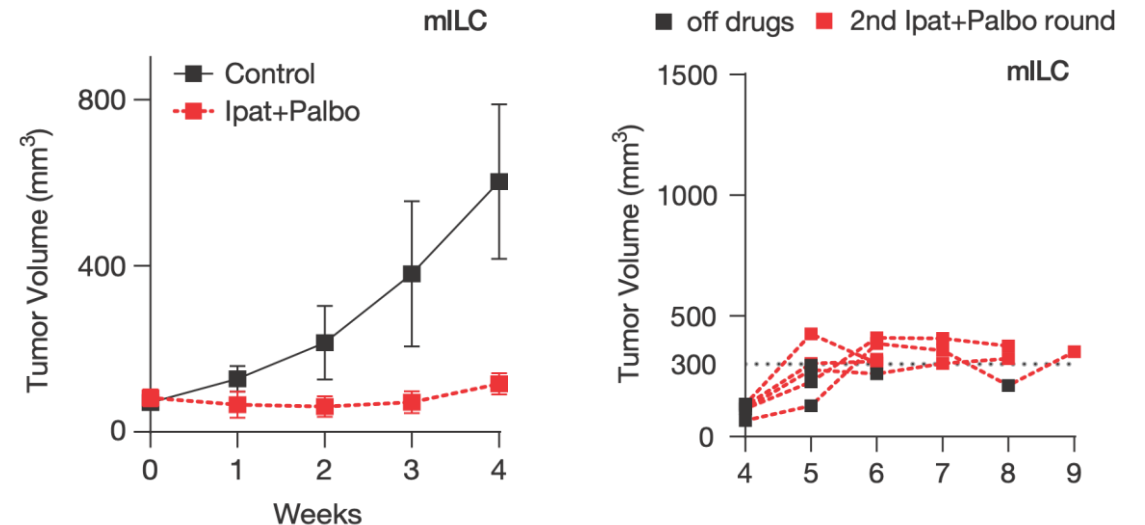 mILC
Control
Ipat+Palbo
Tumor Volume (mm³)
800
400
0
0 1 2 3 4
Weeks
off drugs 2nd Ipat+Palbo round
mILC
Tumor Volume (mm³)
1500
1000
500
300
0
4 5 6 7 8 9